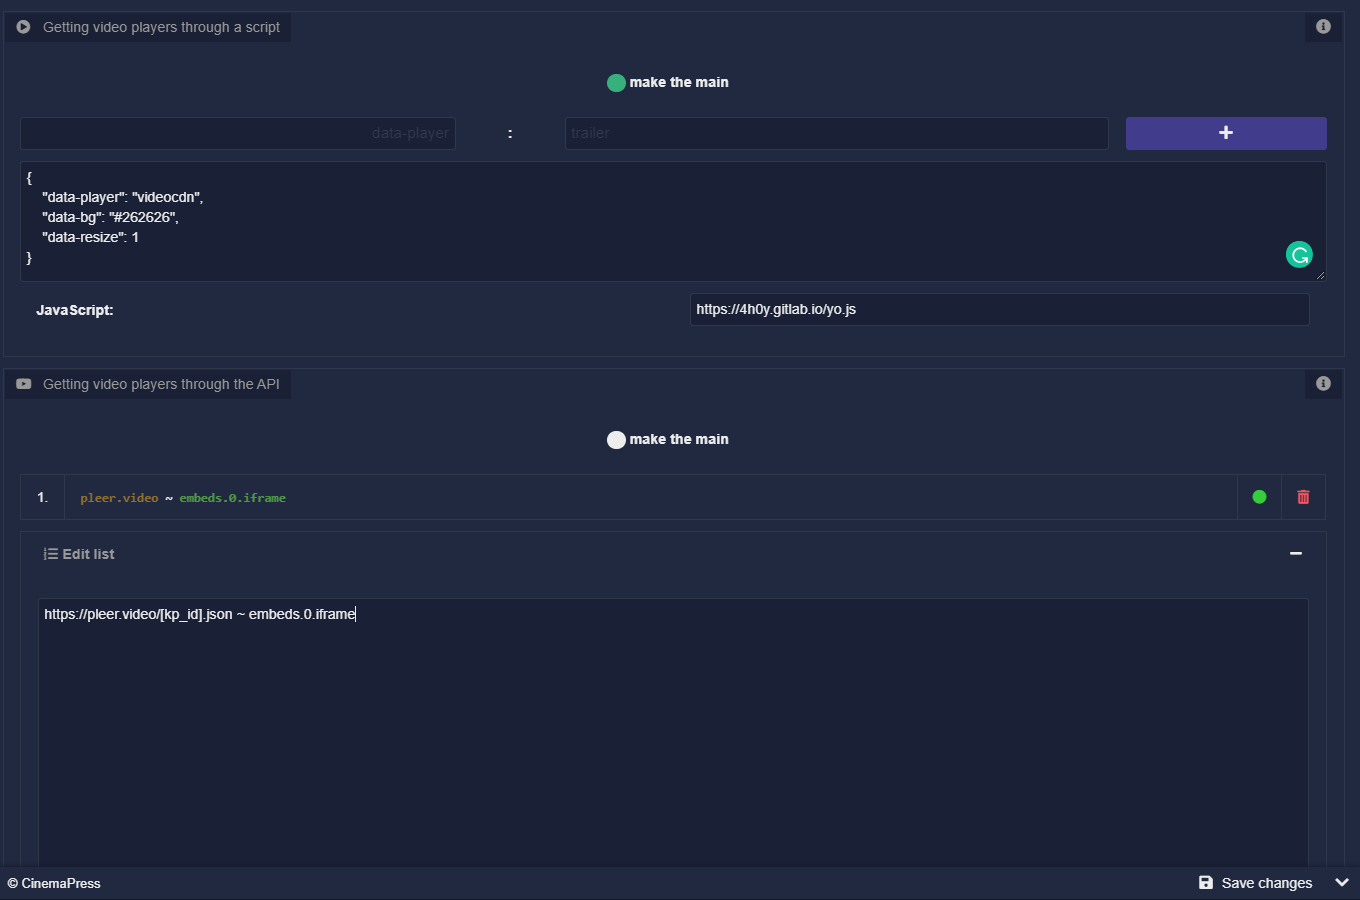 Getting video players through a script
make the main
data-player : trailer +
{
"data-player": "videocdn",
"data-bg": "#262626",
"data-resize": 1
}
JavaScript: https://4h0y.gitlab.io/yo.js
Getting video players through the API
make the main
1. pleer.video ~ embeds.0.iframe
Edit list
https://pleer.video/[kp_id].json ~ embeds.0.iframe
© CinemaPress Save changes